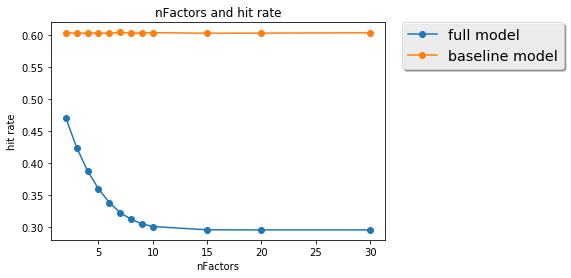 nFactors and hit rate
full model
baseline model
hit rate
0.60
0.55
0.50
0.45
0.40
0.35
0.30
5 10 15 20 25 30
nFactors